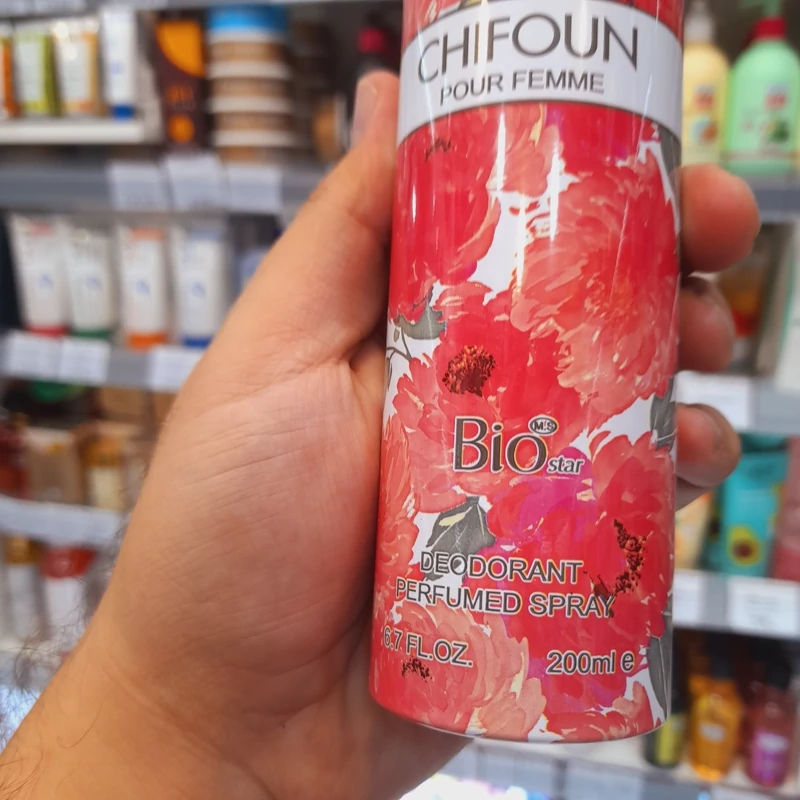 CHIFOUN
POUR FEMME
Bio M&S
star
DEODORANT
PERFUMED SPRAY
6.7 FL.OZ. 200ml e